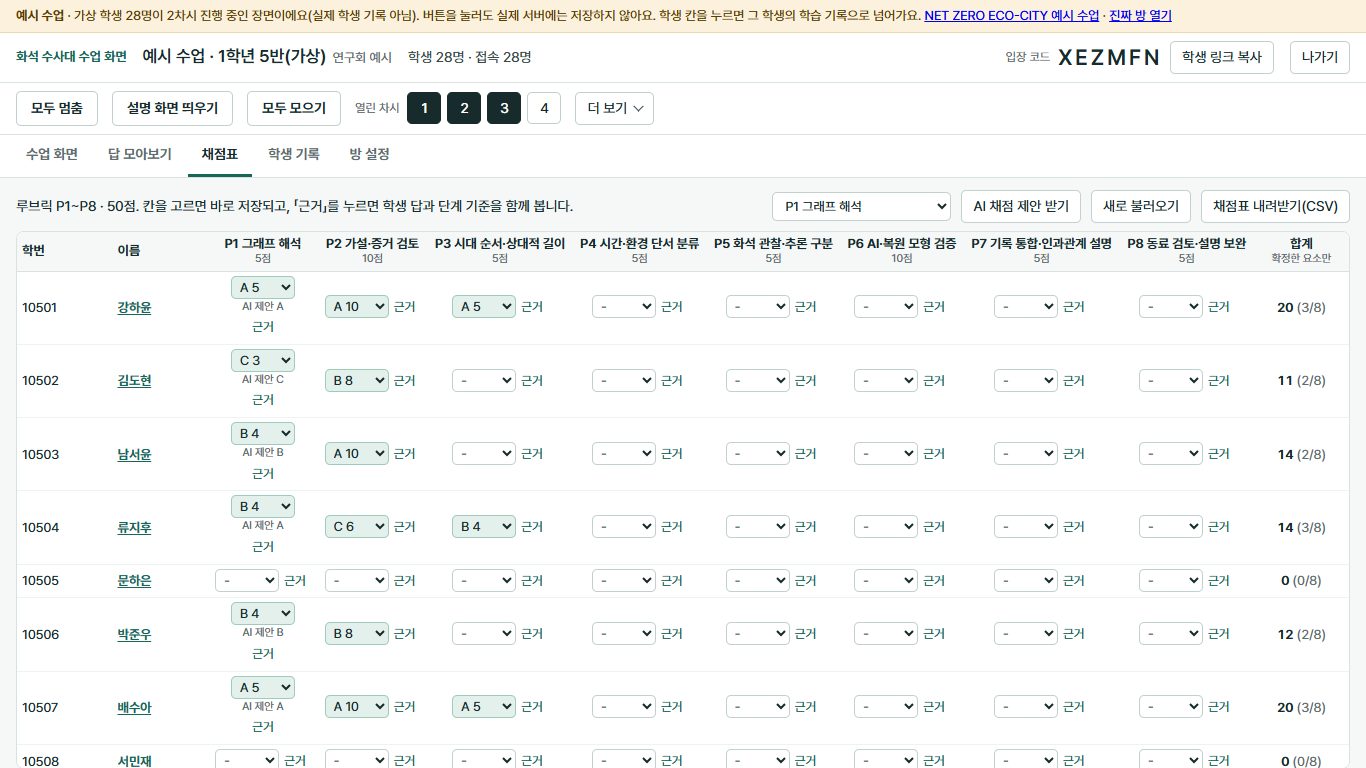 예시 수업 · 가상 학생 28명이 2차시 진행 중인 장면이에요(실제 학생 기록 아님). 버튼을 눌러도 실제 서버에는 저장하지 않아요. 학생 칸을 누르면 그 학생의 학습 기록으로 넘어가요. NET ZERO ECO-CITY 예시 수업 · 진짜 방 열기
화석 수사대 수업 화면 예시 수업 · 1학년 5반(가상) 연구회 예시 학생 28명 · 접속 28명 입장 코드 XEZMFN 학생 링크 복사 나가기
모두 멈춤 설명 화면 띄우기 모두 모으기 열린 차시 1 2 3 4 더 보기
수업 화면 답 모아보기 채점표 학생 기록 방 설정
루브릭 P1~P8 · 50점. 칸을 고르면 바로 저장되고, 「근거」를 누르면 학생 답과 단계 기준을 함께 봅니다. P1 그래프 해석 AI 채점 제안 받기 새로 불러오기 채점표 내려받기(CSV)
학번 이름 P1 그래프 해석 P2 가설·증거 검토 P3 시대 순서·상대적 길이 P4 시간·환경 단서 분류 P5 화석 관찰·추론 구분 P6 AI·복원 모형 검증 P7 기록 통합·인과관계 설명 P8 동료 검토·설명 보완 합계
5점 10점 5점 5점 5점 10점 5점 5점 확정한 요소만
A 5
10501 강하윤 AI 제안 A A 10 근거 A 5 근거 - 근거 - 근거 - 근거 - 근거 - 근거 20 (3/8)
근거
C 3
10502 김도현 AI 제안 C B 8 근거 - 근거 - 근거 - 근거 - 근거 - 근거 - 근거 11 (2/8)
근거
B 4
10503 남서윤 AI 제안 B A 10 근거 - 근거 - 근거 - 근거 - 근거 - 근거 - 근거 14 (2/8)
근거
B 4
10504 류지후 AI 제안 A C 6 근거 B 4 근거 - 근거 - 근거 - 근거 - 근거 - 근거 14 (3/8)
근거
10505 문하은 - 근거 - 근거 - 근거 - 근거 - 근거 - 근거 - 근거 - 근거 0 (0/8)
B 4
10506 박준우 AI 제안 B B 8 근거 - 근거 - 근거 - 근거 - 근거 - 근거 - 근거 12 (2/8)
근거
A 5
10507 배수아 AI 제안 A A 10 근거 A 5 근거 - 근거 - 근거 - 근거 - 근거 - 근거 20 (3/8)
근거
10508 서민재 - 근거 - 근거 - 근거 - 근거 - 근거 - 근거 - 근거 - 근거 0 (0/8)